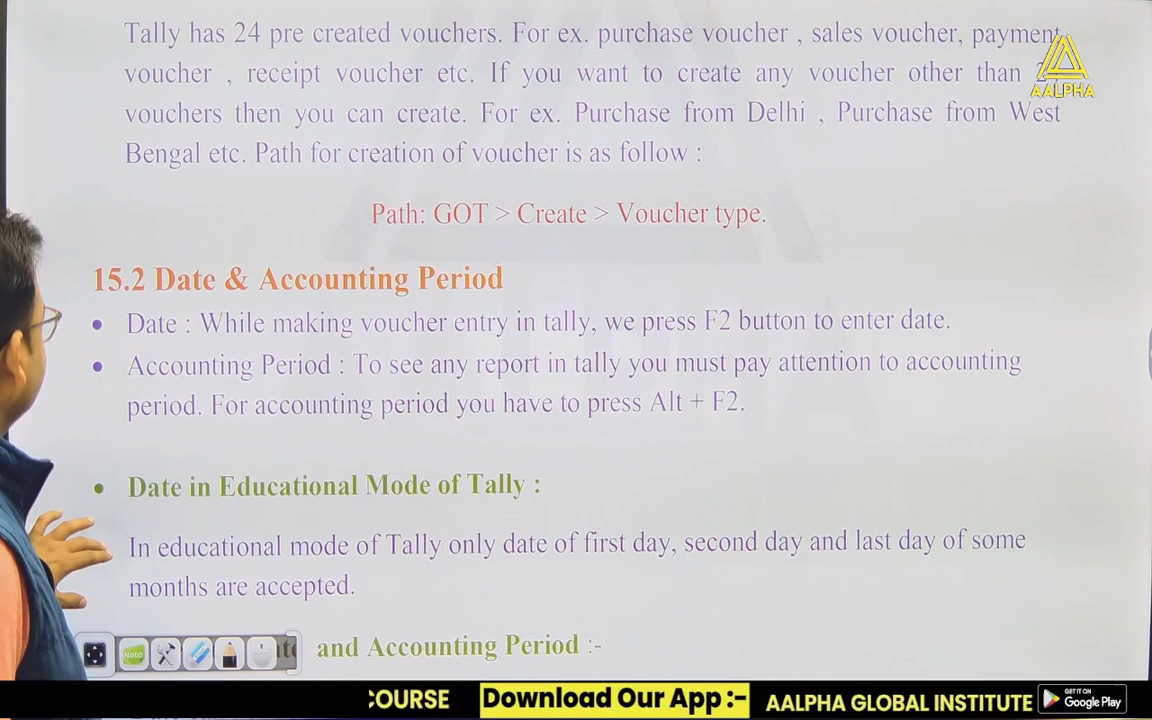 Tally has 24 pre created vouchers. For ex. purchase voucher , sales voucher, payment
voucher , receipt voucher etc. If you want to create any voucher other than
AALPHA
vouchers then you can create. For ex. Purchase from Delhi , Purchase from West
Bengal etc. Path for creation of voucher is as follow :
Path: GOT > Create > Voucher type.
15.2 Date & Accounting Period
• Date : While making voucher entry in tally, we press F2 button to enter date.
• Accounting Period : To see any report in tally you must pay attention to accounting
period. For accounting period you have to press Alt + F2.
• Date in Educational Mode of Tally :
In educational mode of Tally only date of first day, second day and last day of some
months are accepted.
Note
and Accounting Period :-
COURSE Download Our App :- AALPHA GLOBAL INSTITUTE GET IT ON Google Play